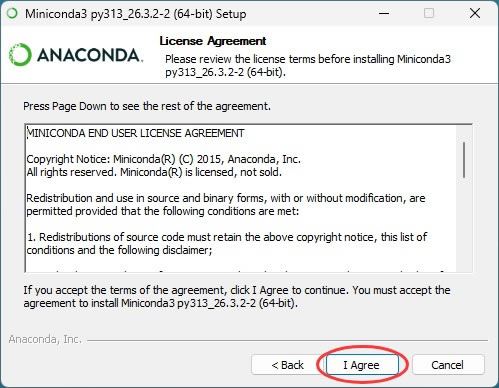 Miniconda3 py313_26.3.2-2 (64-bit) Setup
ANACONDA.
License Agreement
Please review the license terms before installing Miniconda3
py313_26.3.2-2 (64-bit).
Press Page Down to see the rest of the agreement.
MINICONDA END USER LICENSE AGREEMENT
Copyright Notice: Miniconda(R) (C) 2015, Anaconda, Inc.
All rights reserved. Miniconda(R) is licensed, not sold.
Redistribution and use in source and binary forms, with or without modification, are
permitted provided that the following conditions are met:
1. Redistributions of source code must retain the above copyright notice, this list of
conditions and the following disclaimer;
If you accept the terms of the agreement, click I Agree to continue. You must accept the
agreement to install Miniconda3 py313_26.3.2-2 (64-bit).
Anaconda, Inc.
< Back
I Agree
Cancel